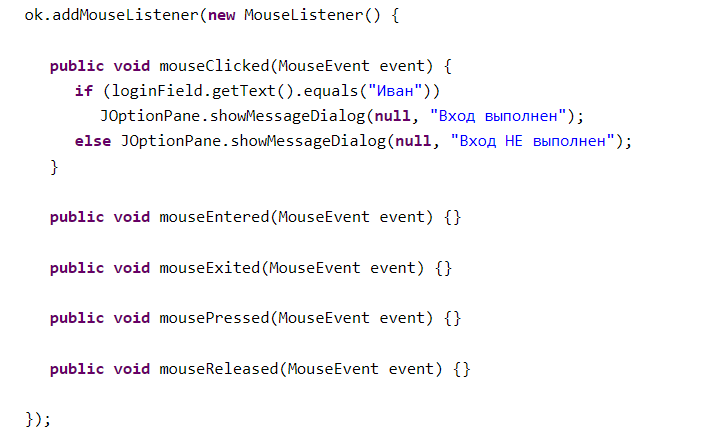 ok.addMouseListener(new MouseListener() {
public void mouseClicked(MouseEvent event) {
if (loginField.getText().equals("Иван"))
JOptionPane.showMessageDialog(null, "Вход выполнен");
else JOptionPane.showMessageDialog(null, "Вход НЕ выполнен");
}
public void mouseEntered(MouseEvent event) {}
public void mouseExited(MouseEvent event) {}
public void mousePressed(MouseEvent event) {}
public void mouseReleased(MouseEvent event) {}
});